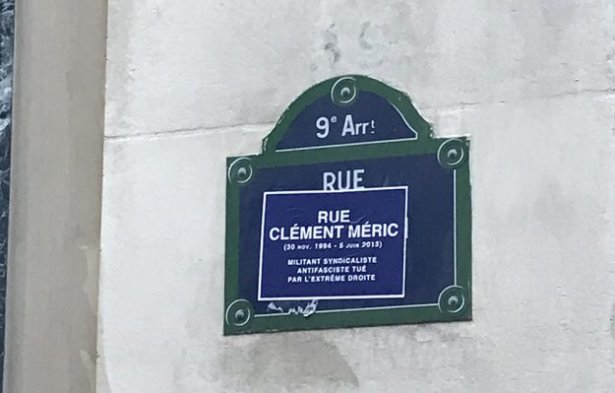 9e Arrt
RUE
RUE
CLÉMENT MÉRIC
(30 NOV. 1994 - 5 JUIN 2013)
MILITANT SYNDICALISTE
ANTIFASCISTE TUÉ
PAR L'EXTRÊME DROITE